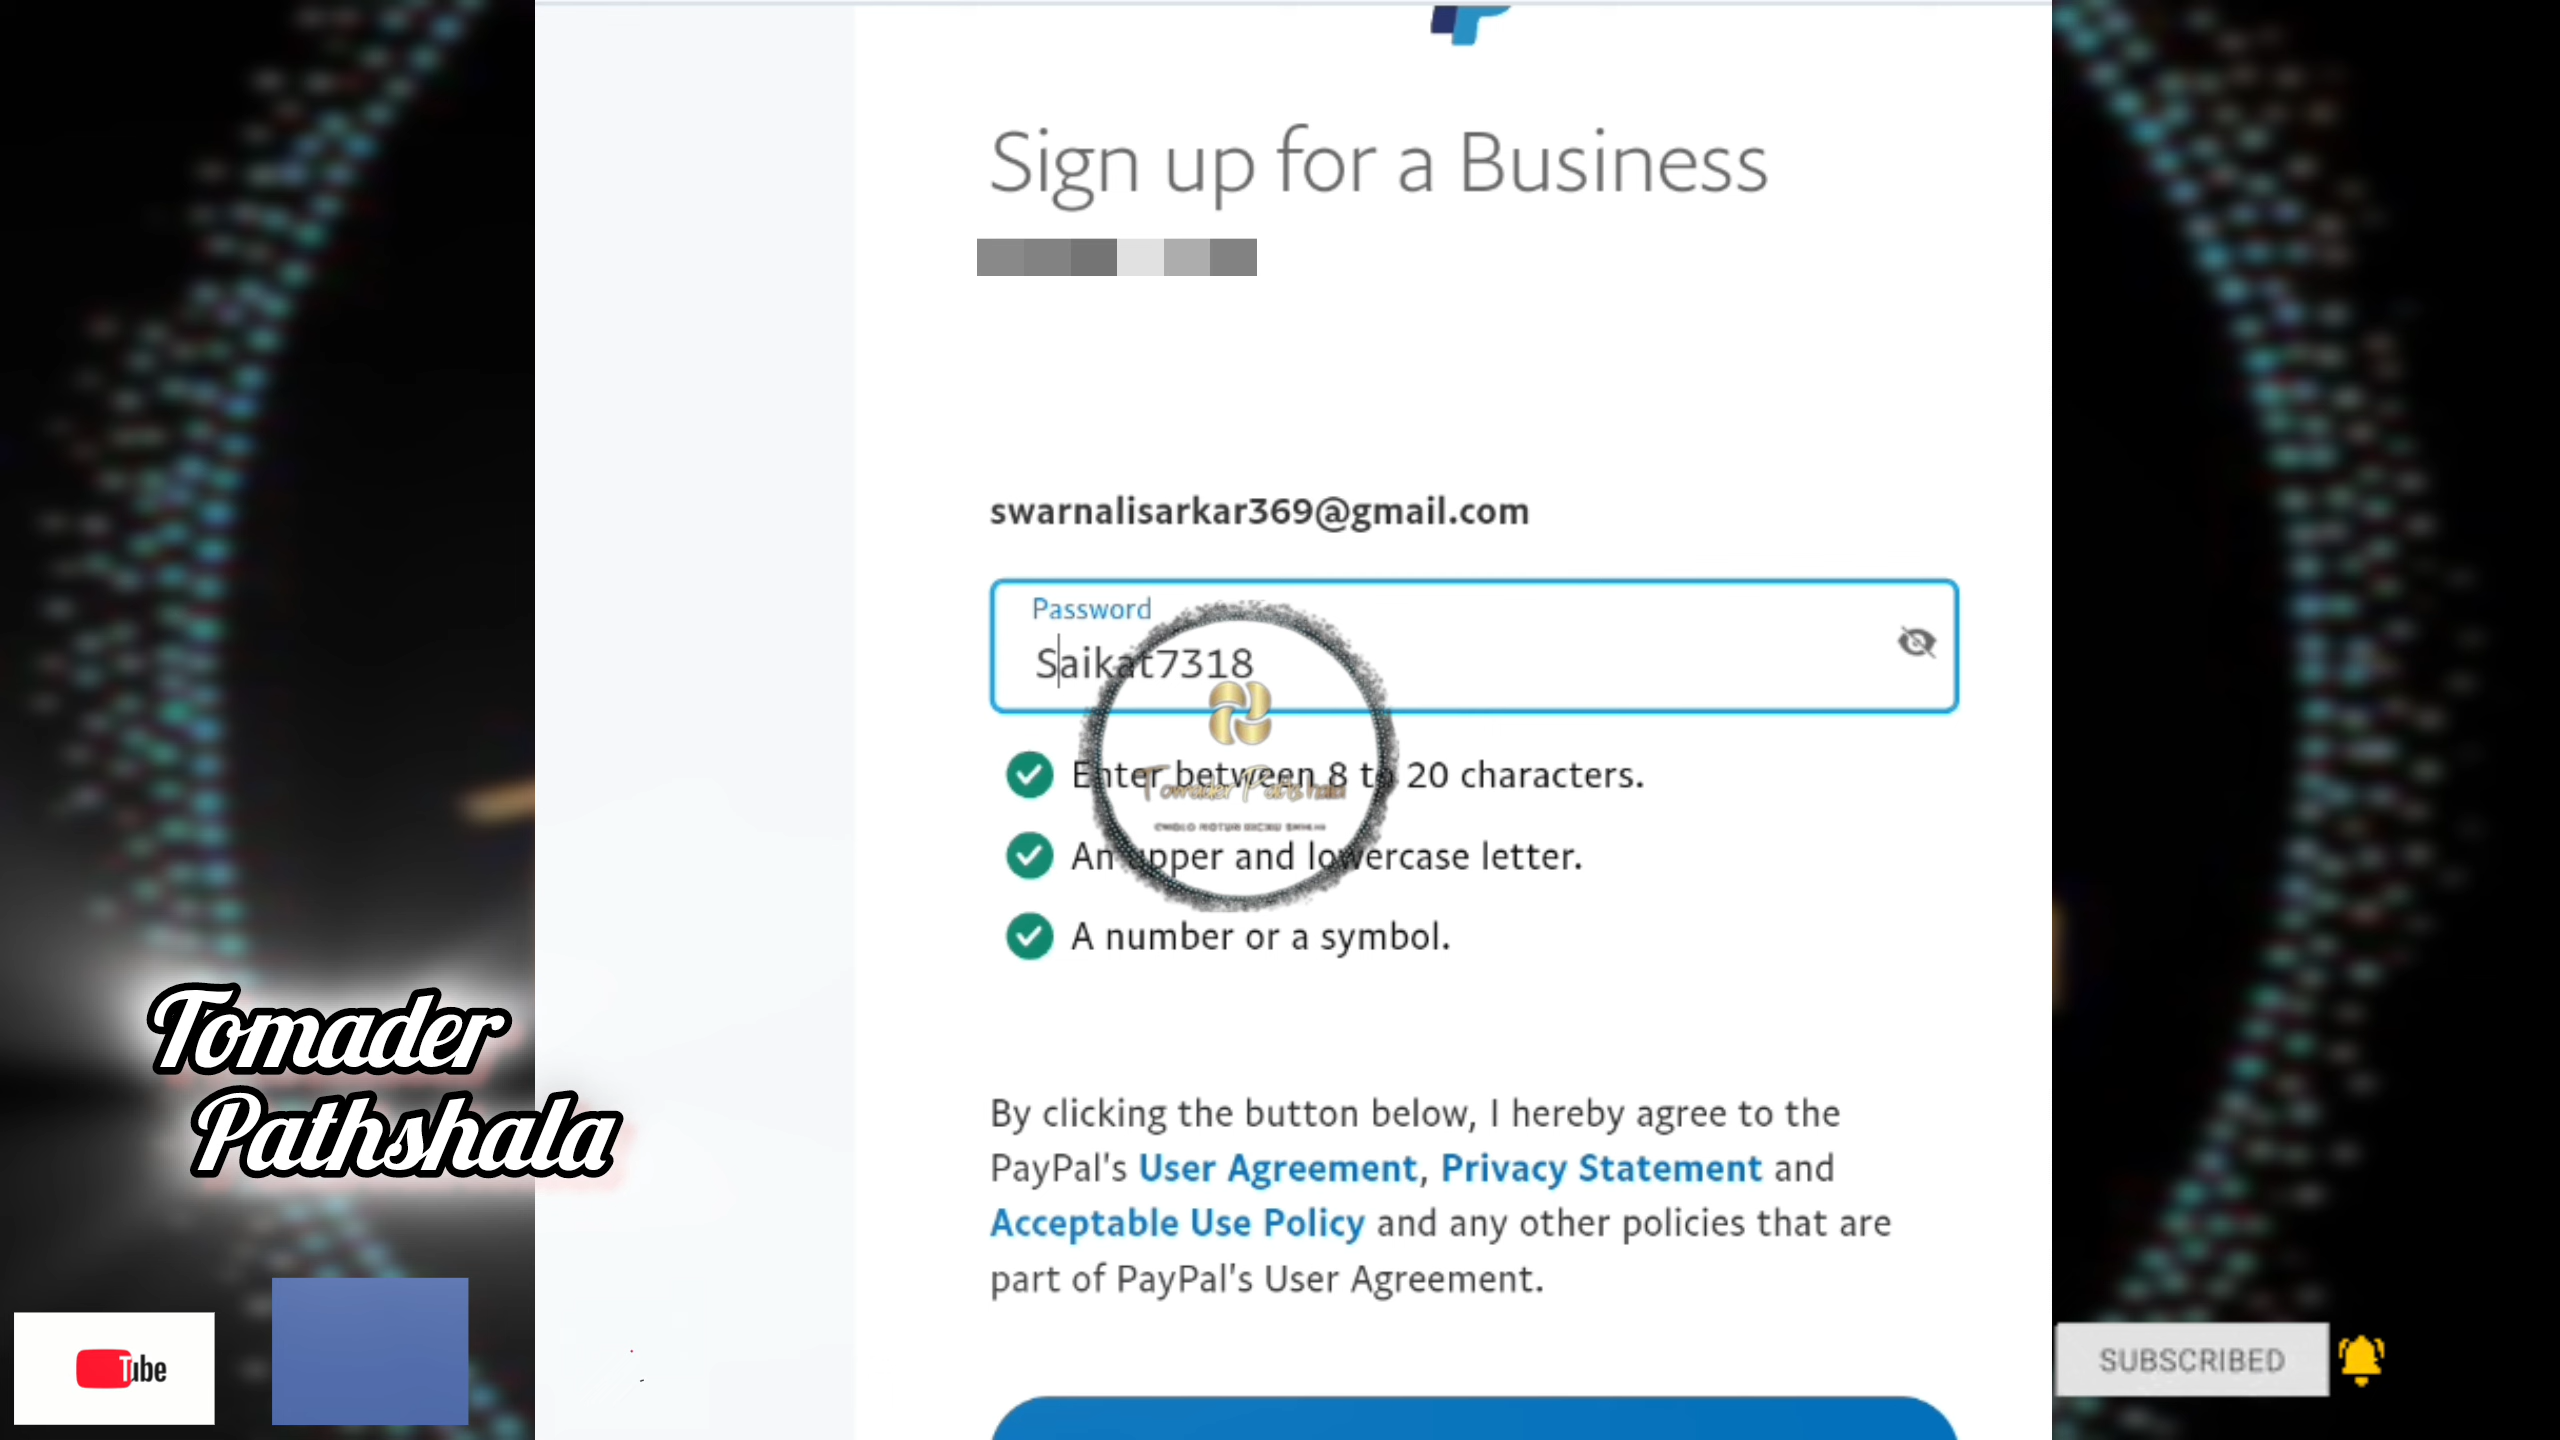 Sign up for a Business
swarnalisarkar369@gmail.com
Password
Saikat7318
Enter between 8 to 20 characters.
Tomader Pathshala
An upper and lowercase letter.
A number or a symbol.
Tomader
Pathshala
By clicking the button below, I hereby agree to the
PayPal's User Agreement, Privacy Statement and
Acceptable Use Policy and any other policies that are
part of PayPal's User Agreement.
Tube
SUBSCRIBED